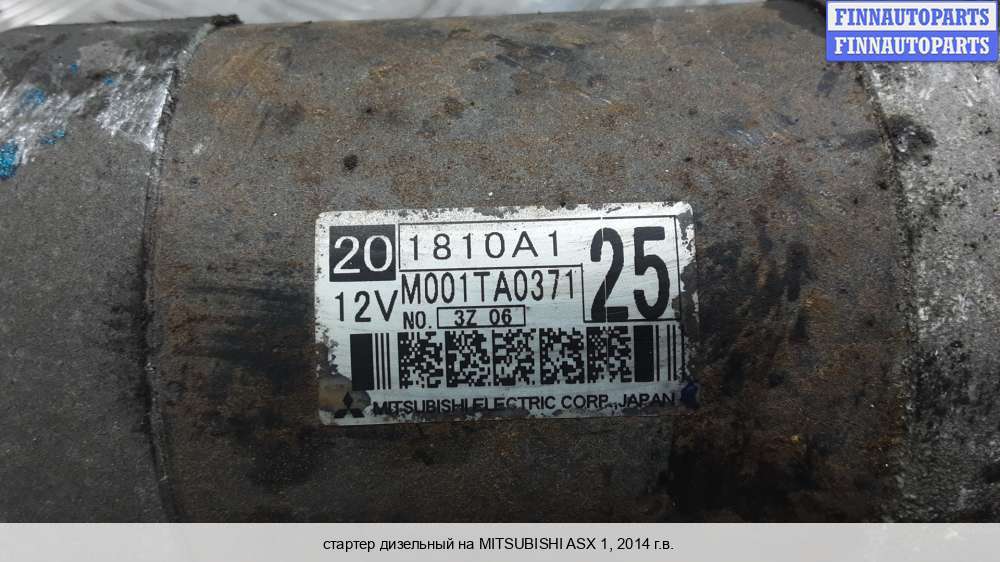 FINNAUTOPARTS
FINNAUTOPARTS
20 1810A1 25
12V M001TA0371
NO. 3Z 06
MITSUBISHI ELECTRIC CORP., JAPAN
стартер дизельный на MITSUBISHI ASX 1, 2014 г.в.